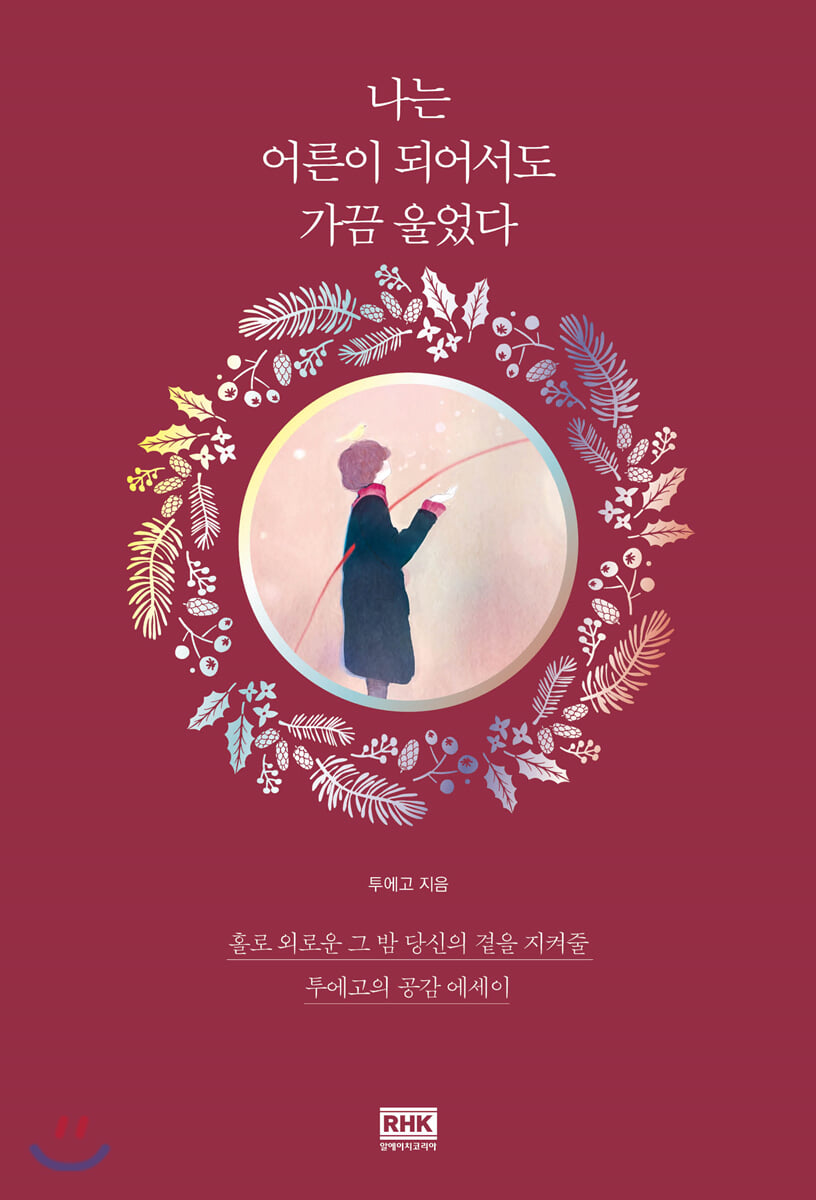 나는
어른이 되어서도
가끔 울었다
투에고 지음
홀로 외로운 그 밤 당신의 곁을 지켜줄
투에고의 공감 에세이
RHK
알에이치코리아